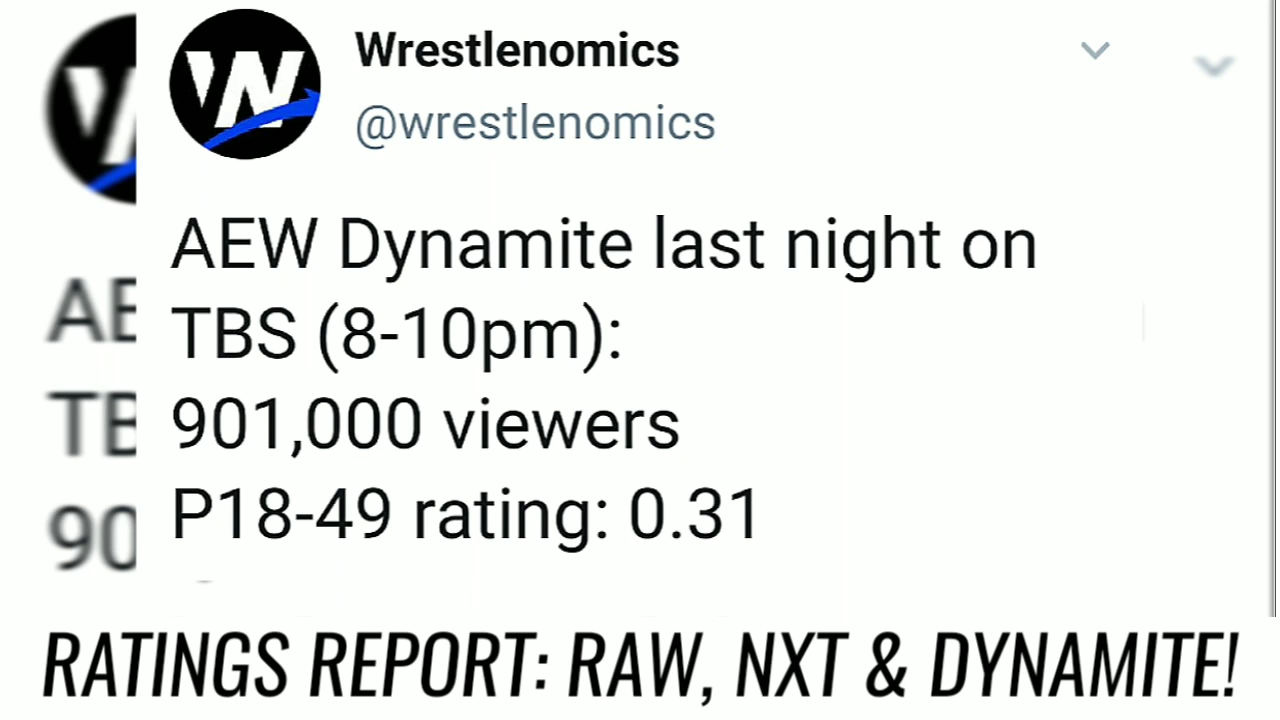 Wrestlenomics
@wrestlenomics
AEW Dynamite last night on
TBS (8-10pm):
901,000 viewers
P18-49 rating: 0.31
RATINGS REPORT: RAW, NXT & DYNAMITE!